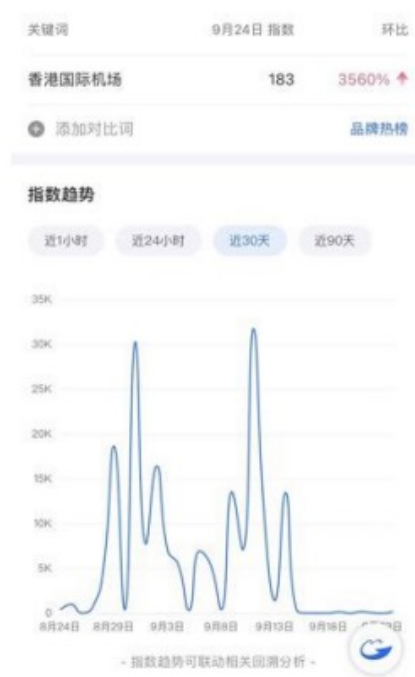 关键词 9月24日 指数 环比
香港国际机场 183 3560%
添加对比词 品牌热榜
指数趋势
近1小时 近24小时 近30天 近90天
35K
30K
25K
20K
15K
10K
5K
0
8月24日 8月29日 9月3日 9月8日 9月13日 9月18日
- 指数趋势可联动相关回溯分析 -